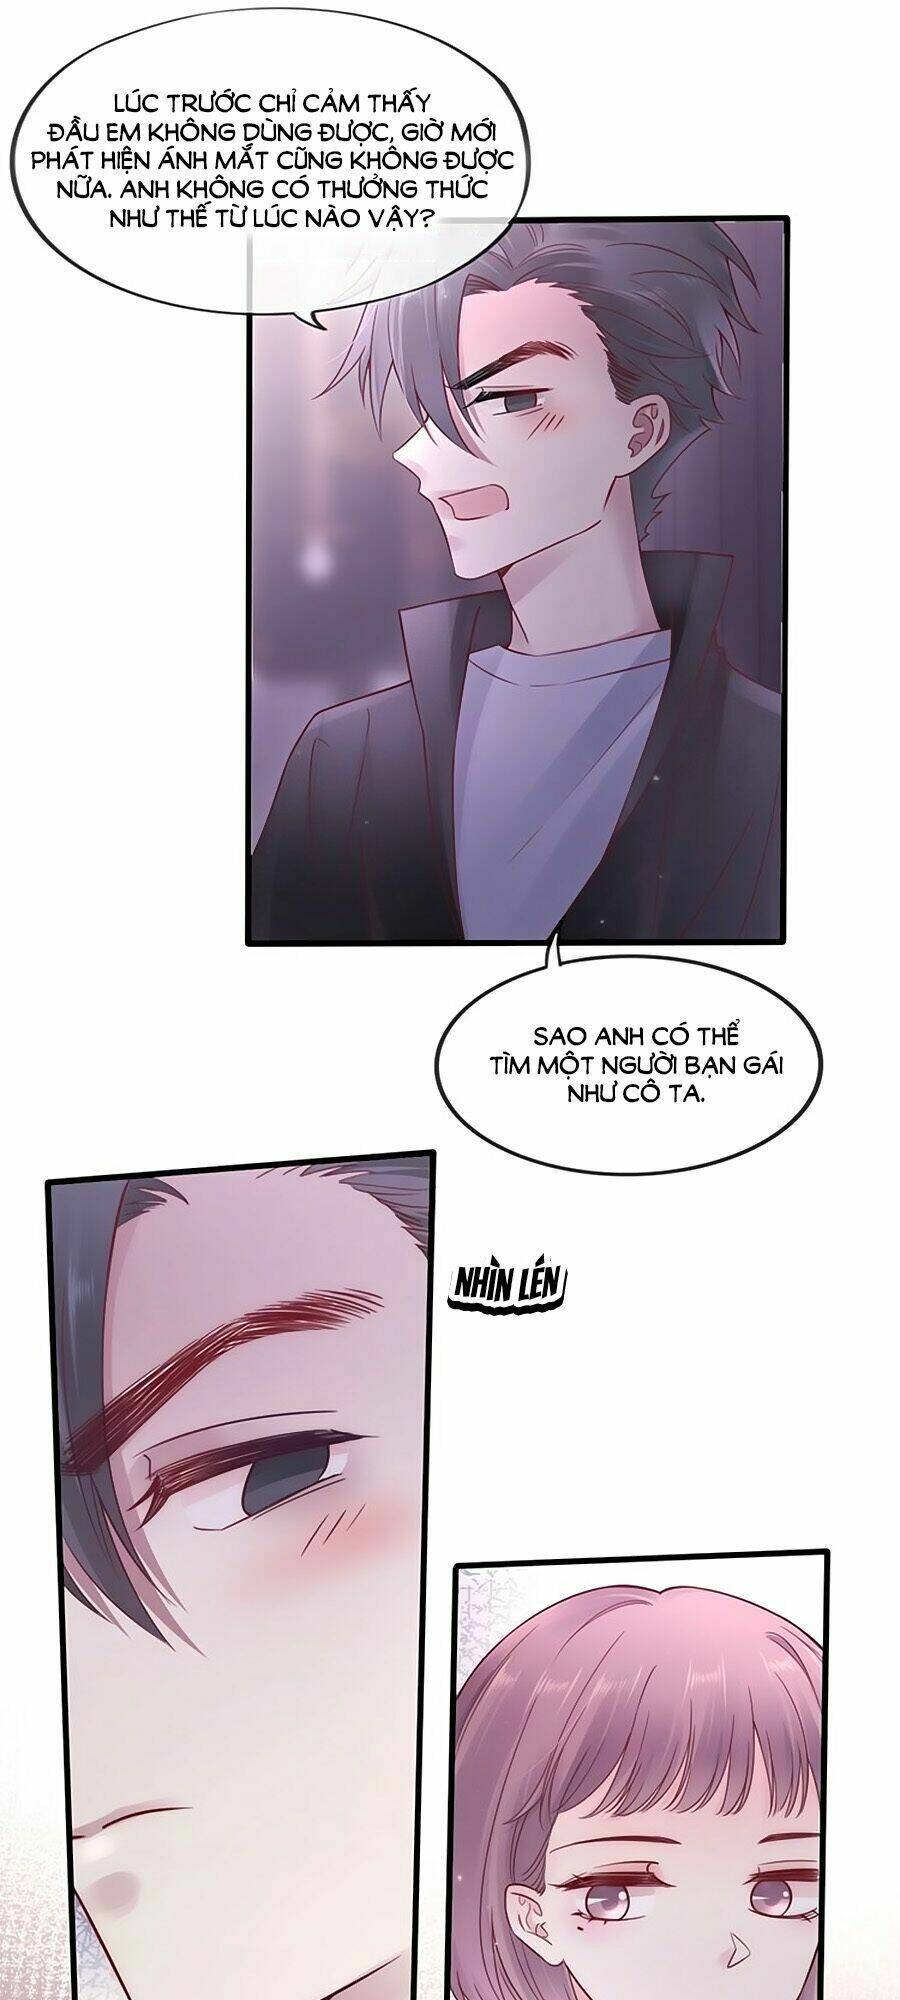 LÚC TRƯỚC CHỈ CẢM THẤY
ĐẦU EM KHÔNG DÙNG ĐƯỢC, GIỜ MỚI
PHÁT HIỆN ÁNH MẮT CŨNG KHÔNG ĐƯỢC
NỮA. ANH KHÔNG CÓ THƯỞNG THỨC
NHƯ THẾ TỪ LÚC NÀO VẬY?
SAO ANH CÓ THỂ
TÌM MỘT NGƯỜI BẠN GÁI
NHƯ CÔ TA.
NHÌN LÉN